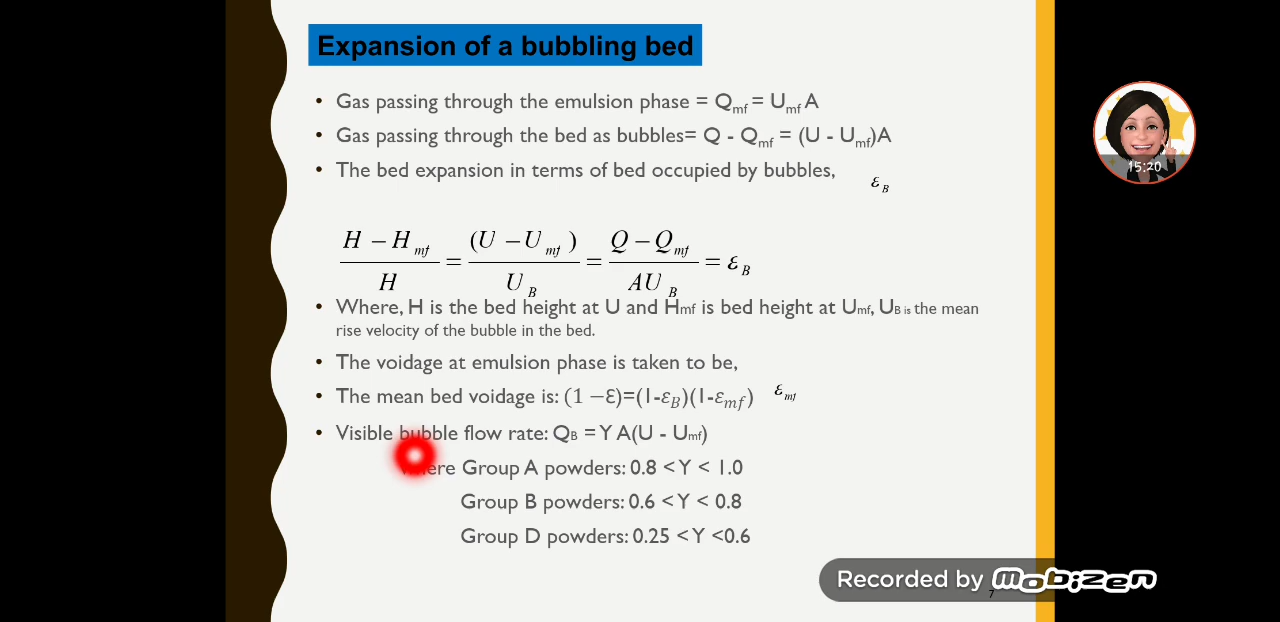 Expansion of a bubbling bed
• Gas passing through the emulsion phase = Qmf = Umf A
• Gas passing through the bed as bubbles= Q - Qmf = (U - Umf)A
• The bed expansion in terms of bed occupied by bubbles, εB
15:20
(H − Hmf)/H = (U − Umf)/UB = (Q − Qmf)/(AUB) = εB
• Where, H is the bed height at U and Hmf is bed height at Umf, UB is the mean
rise velocity of the bubble in the bed.
• The voidage at emulsion phase is taken to be,
εmf
• The mean bed voidage is: (1 −Ɛ)=(1-εB)(1-εmf)
• Visible bubble flow rate: QB = Y A(U - Umf)
Where Group A powders: 0.8 < Y < 1.0
Group B powders: 0.6 < Y < 0.8
Group D powders: 0.25 < Y <0.6
Recorded by mobizen
7